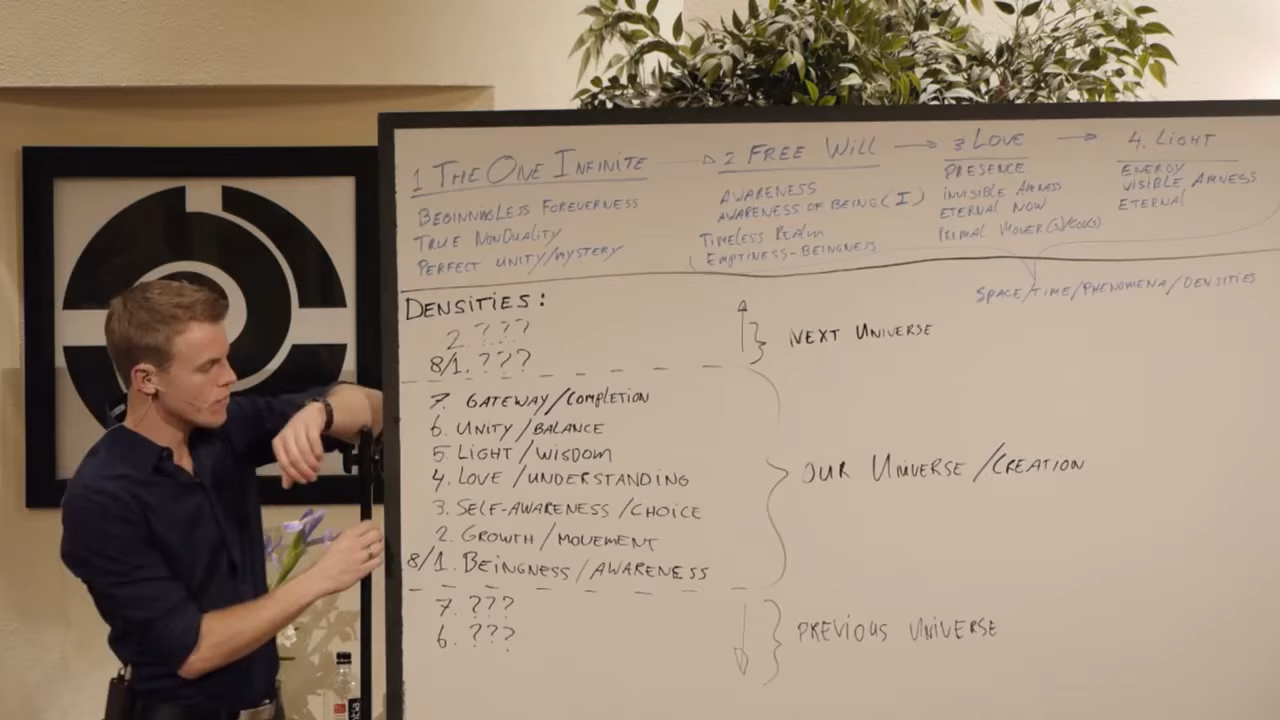 1 THE ONE INFINITE
BEGINNINGLESS FOREVERNESS
TRUE NONDUALITY
PERFECT UNITY/MYSTERY
2 FREE WILL
AWARENESS
AWARENESS OF BEING (I)
TIMELESS REALM
EMPTINESS-BEINGNESS
3 LOVE
PRESENCE
INVISIBLE AMNESS
ETERNAL NOW
PRIMAL MOVER(S)/GOD(S)
4. LIGHT
ENERGY
VISIBLE AMNESS
ETERNAL
SPACE/TIME/PHENOMENA/DENSITIES
DENSITIES:
2 ???
8/1. ???
NEXT UNIVERSE
7. GATEWAY/COMPLETION
6. UNITY/BALANCE
5 LIGHT/WISDOM
4. LOVE/UNDERSTANDING
3. SELF-AWARENESS/CHOICE
2. GROWTH/MOVEMENT
8/1. BEINGNESS/AWARENESS
OUR UNIVERSE/CREATION
7. ???
6. ???
PREVIOUS UNIVERSE